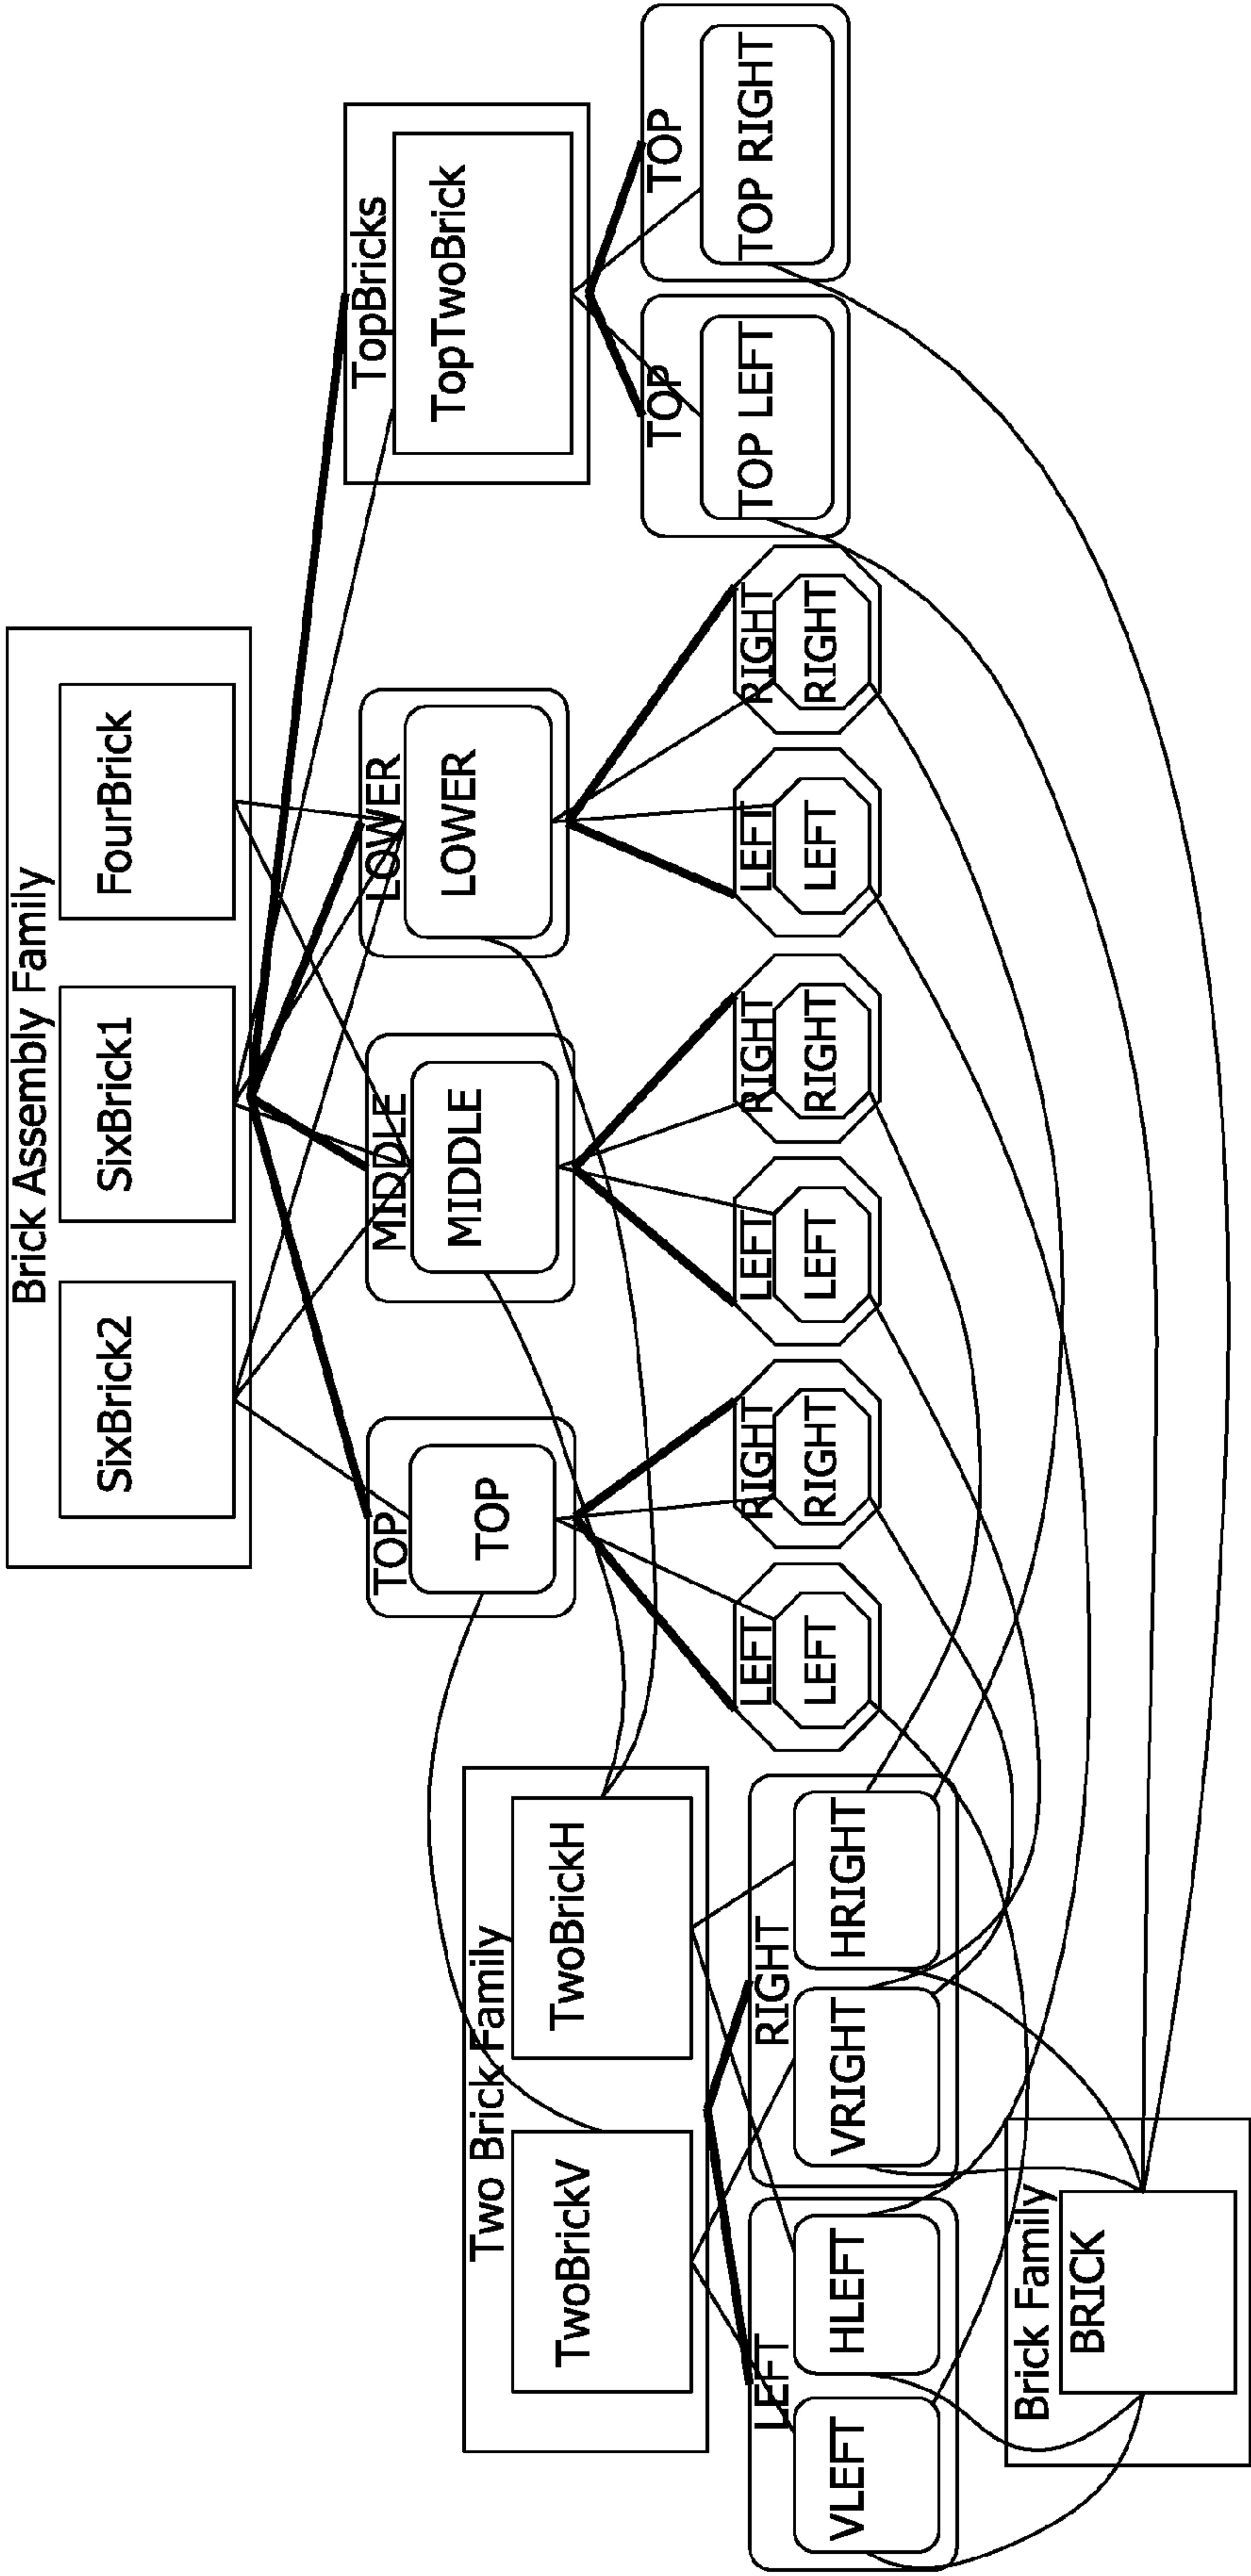 Brick Assembly Family
SixBrick2
SixBrick1
FourBrick
TopBricks
TopTwoBrick
TOP
TOP
MIDDLE
MIDDLE
LOWER
LOWER
Two Brick Family
TwoBrickV
TwoBrickH
TOP
TOP LEFT
TOP
TOP RIGHT
LEFT
VLEFT
HLEFT
RIGHT
VRIGHT
HRIGHT
LEFT
LEFT
RIGHT
RIGHT
LEFT
LEFT
RIGHT
RIGHT
LEFT
LEFT
RIGHT
RIGHT
Brick Family
BRICK